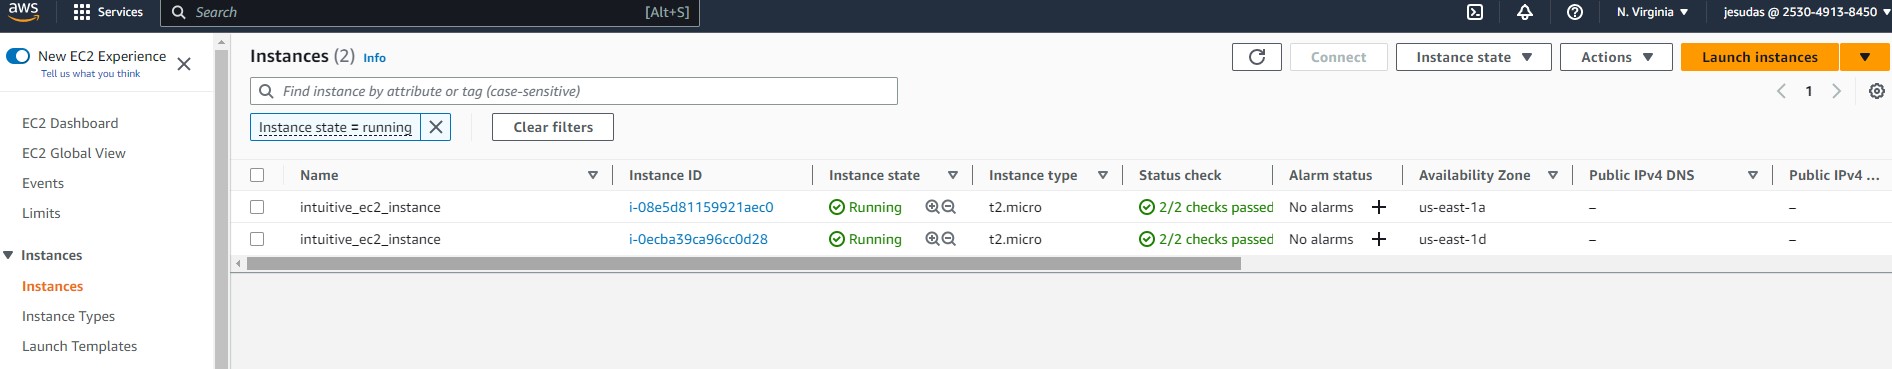 aws Services Search [Alt+S] N. Virginia jesudas @ 2530-4913-8450
New EC2 Experience
Tell us what you think
EC2 Dashboard
EC2 Global View
Events
Limits
Instances
Instances
Instance Types
Launch Templates
Instances (2) Info Connect Instance state Actions Launch instances
Find instance by attribute or tag (case-sensitive) 1
Instance state = running Clear filters
Name Instance ID Instance state Instance type Status check Alarm status Availability Zone Public IPv4 DNS Public IPv4 ...
intuitive_ec2_instance i-08e5d81159921aec0 Running t2.micro 2/2 checks passed No alarms + us-east-1a – –
intuitive_ec2_instance i-0ecba39ca96cc0d28 Running t2.micro 2/2 checks passed No alarms + us-east-1d – –